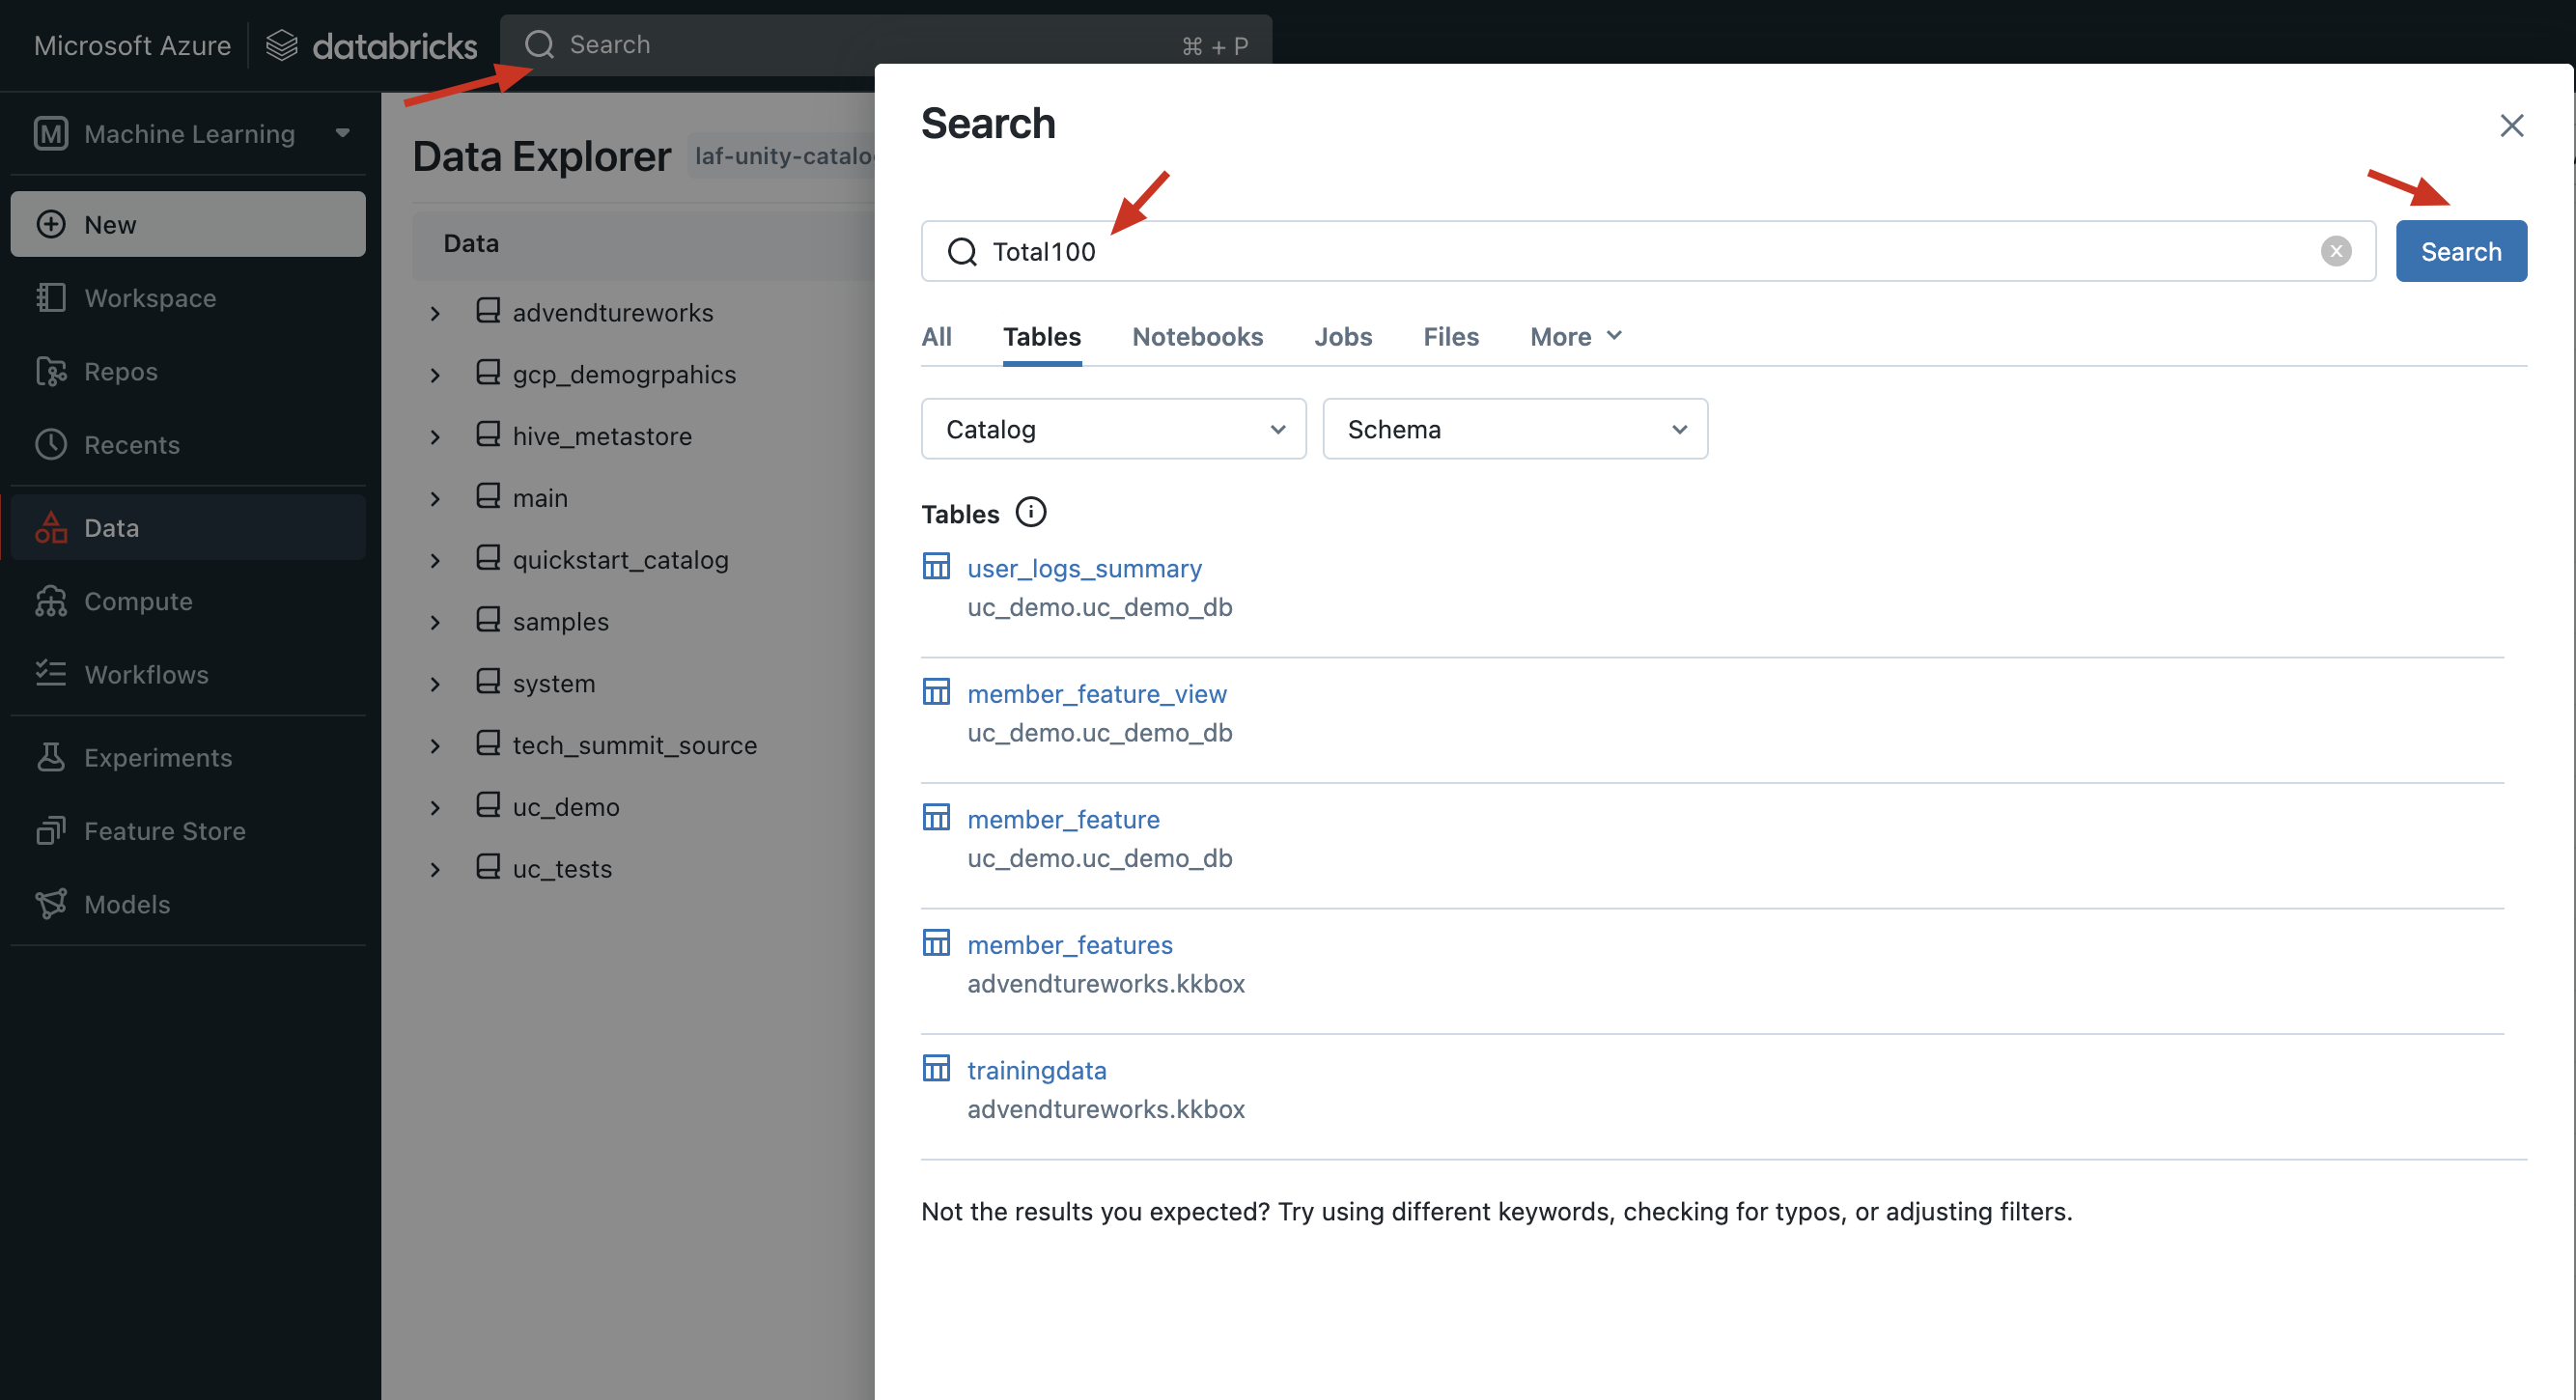 Microsoft Azure databricks
Search ⌘ + P
M Machine Learning
New
Workspace
Repos
Recents
Data
Compute
Workflows
Experiments
Feature Store
Models
Data Explorer
laf-unity-catalo
Data
advendtureworks
gcp_demogrpahics
hive_metastore
main
quickstart_catalog
samples
system
tech_summit_source
uc_demo
uc_tests
Search
Total100
Search
All Tables Notebooks Jobs Files More
Catalog Schema
Tables
user_logs_summary
uc_demo.uc_demo_db
member_feature_view
uc_demo.uc_demo_db
member_feature
uc_demo.uc_demo_db
member_features
advendtureworks.kkbox
trainingdata
advendtureworks.kkbox
Not the results you expected? Try using different keywords, checking for typos, or adjusting filters.